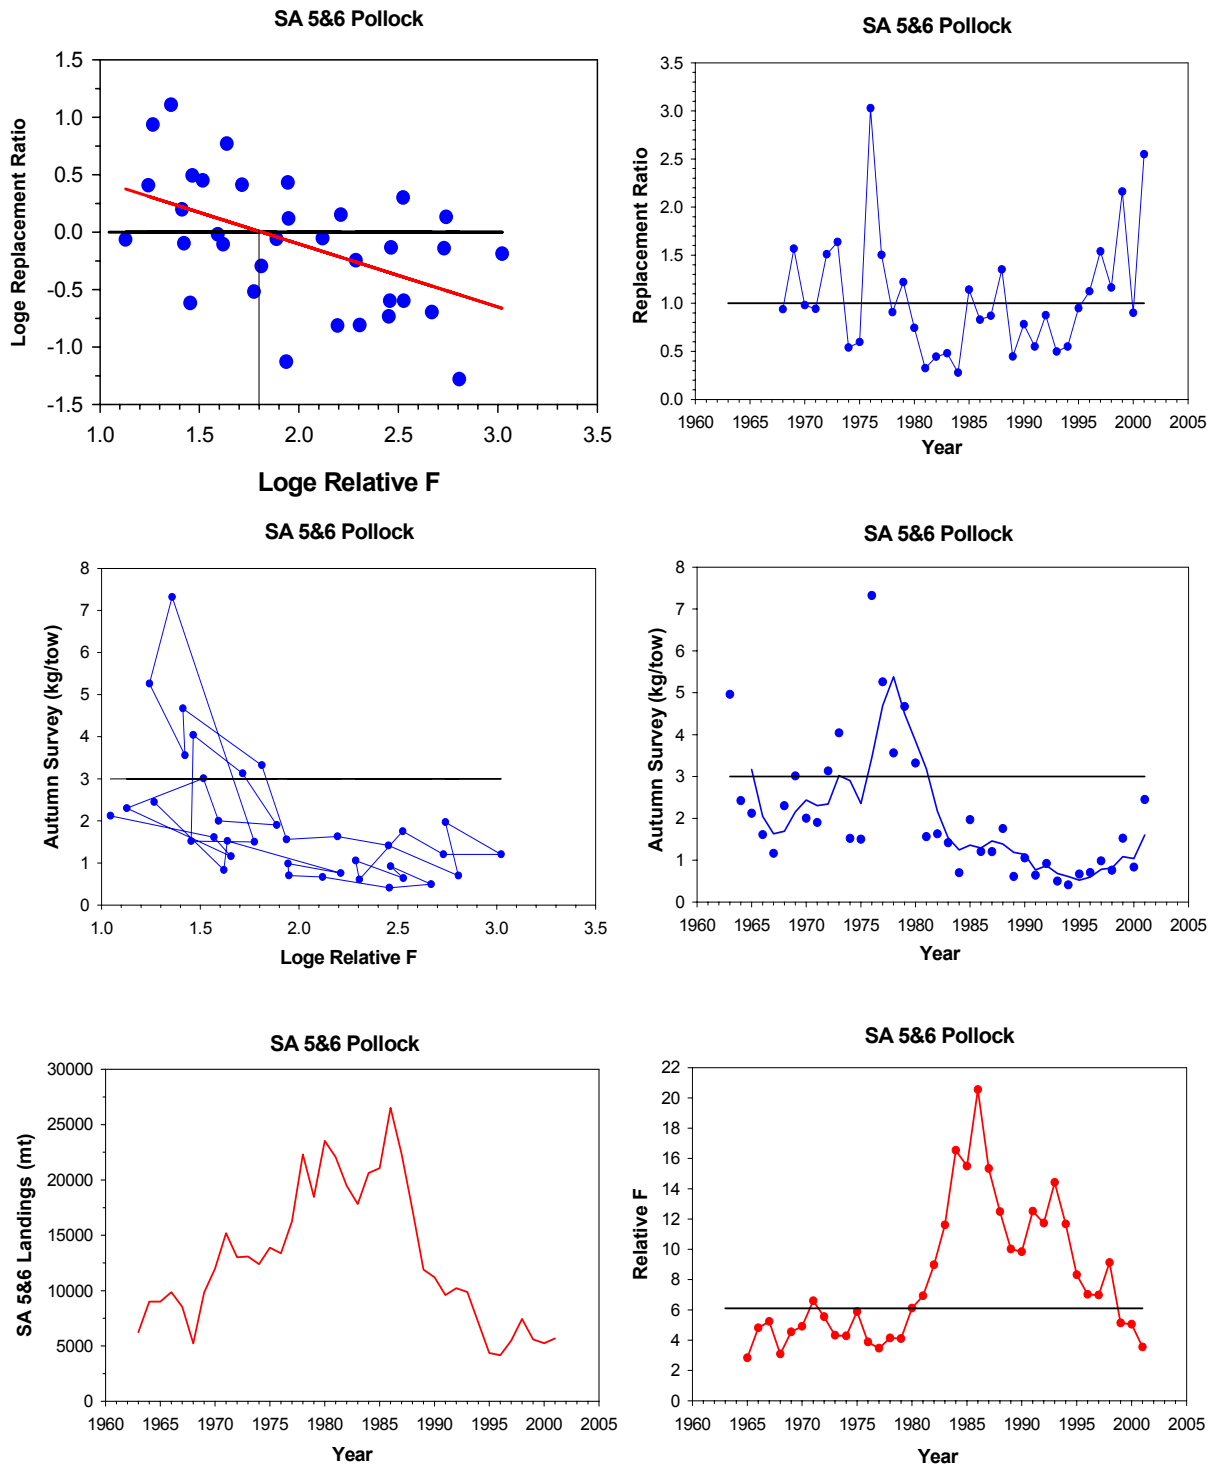 SA 5&6 Pollock
1.5
1.0
0.5
0.0
-0.5
-1.0
-1.5
Loge Replacement Ratio
1.0 1.5 2.0 2.5 3.0 3.5
Loge Relative F
SA 5&6 Pollock
3.5
3.0
2.5
2.0
1.5
1.0
0.5
0.0
Replacement Ratio
1960 1965 1970 1975 1980 1985 1990 1995 2000 2005
Year
SA 5&6 Pollock
8
7
6
5
4
3
2
1
0
Autumn Survey (kg/tow)
1.0 1.5 2.0 2.5 3.0 3.5
Loge Relative F
SA 5&6 Pollock
8
7
6
5
4
3
2
1
0
Autumn Survey (kg/tow)
1960 1965 1970 1975 1980 1985 1990 1995 2000 2005
Year
SA 5&6 Pollock
30000
25000
20000
15000
10000
5000
0
SA 5&6 Landings (mt)
1960 1965 1970 1975 1980 1985 1990 1995 2000 2005
Year
SA 5&6 Pollock
22
20
18
16
14
12
10
8
6
4
2
0
Relative F
1960 1965 1970 1975 1980 1985 1990 1995 2000 2005
Year